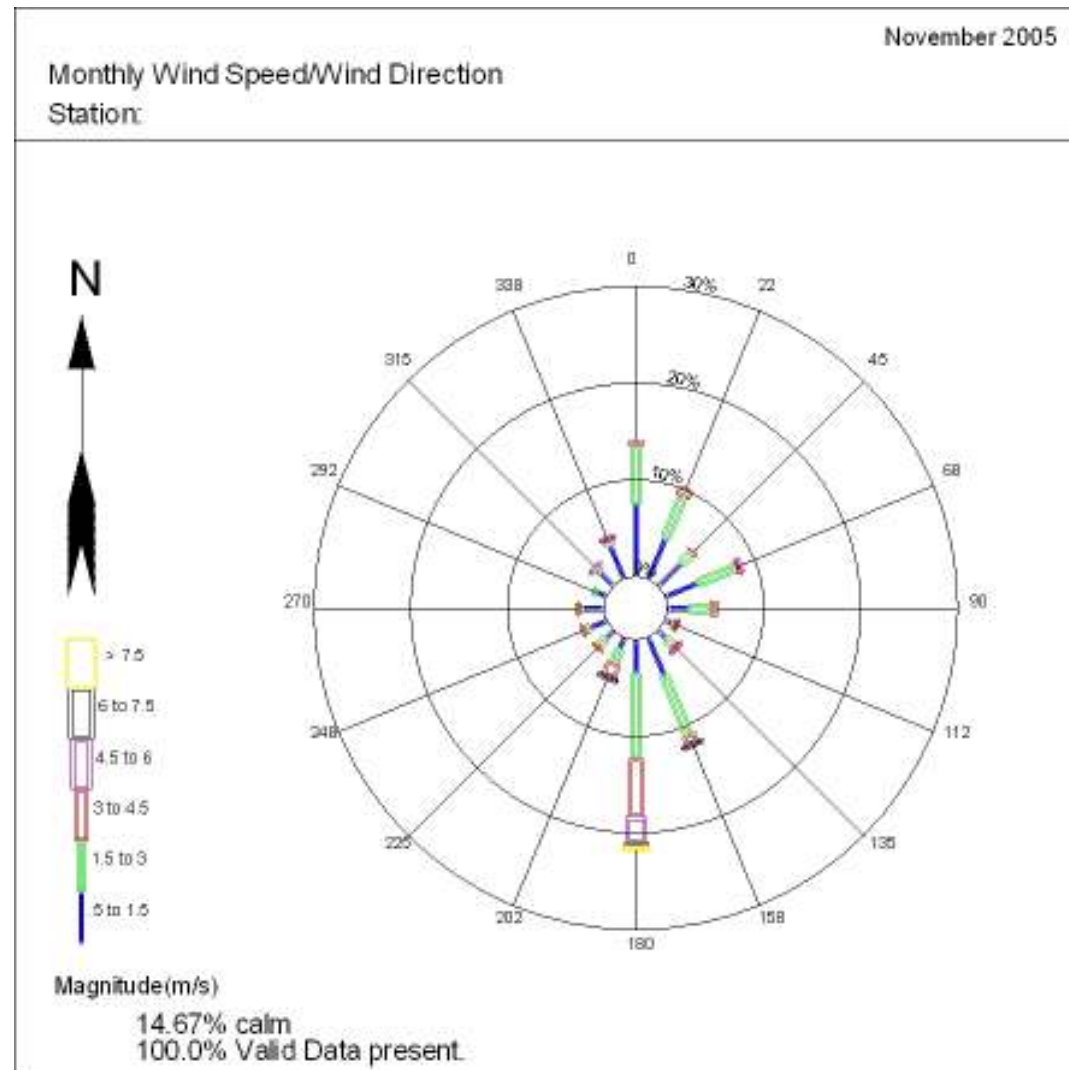 November 2005
Monthly Wind Speed/Wind Direction
Station:
N
0
338
30%
22
315
45
20%
292
10%
68
270
90
> 7.5
6 to 7.5
248
112
4.5 to 6
3 to 4.5
225
135
1.5 to 3
202
158
.5 to 1.5
180
Magnitude(m/s)
14.67% calm
100.0% Valid Data present.